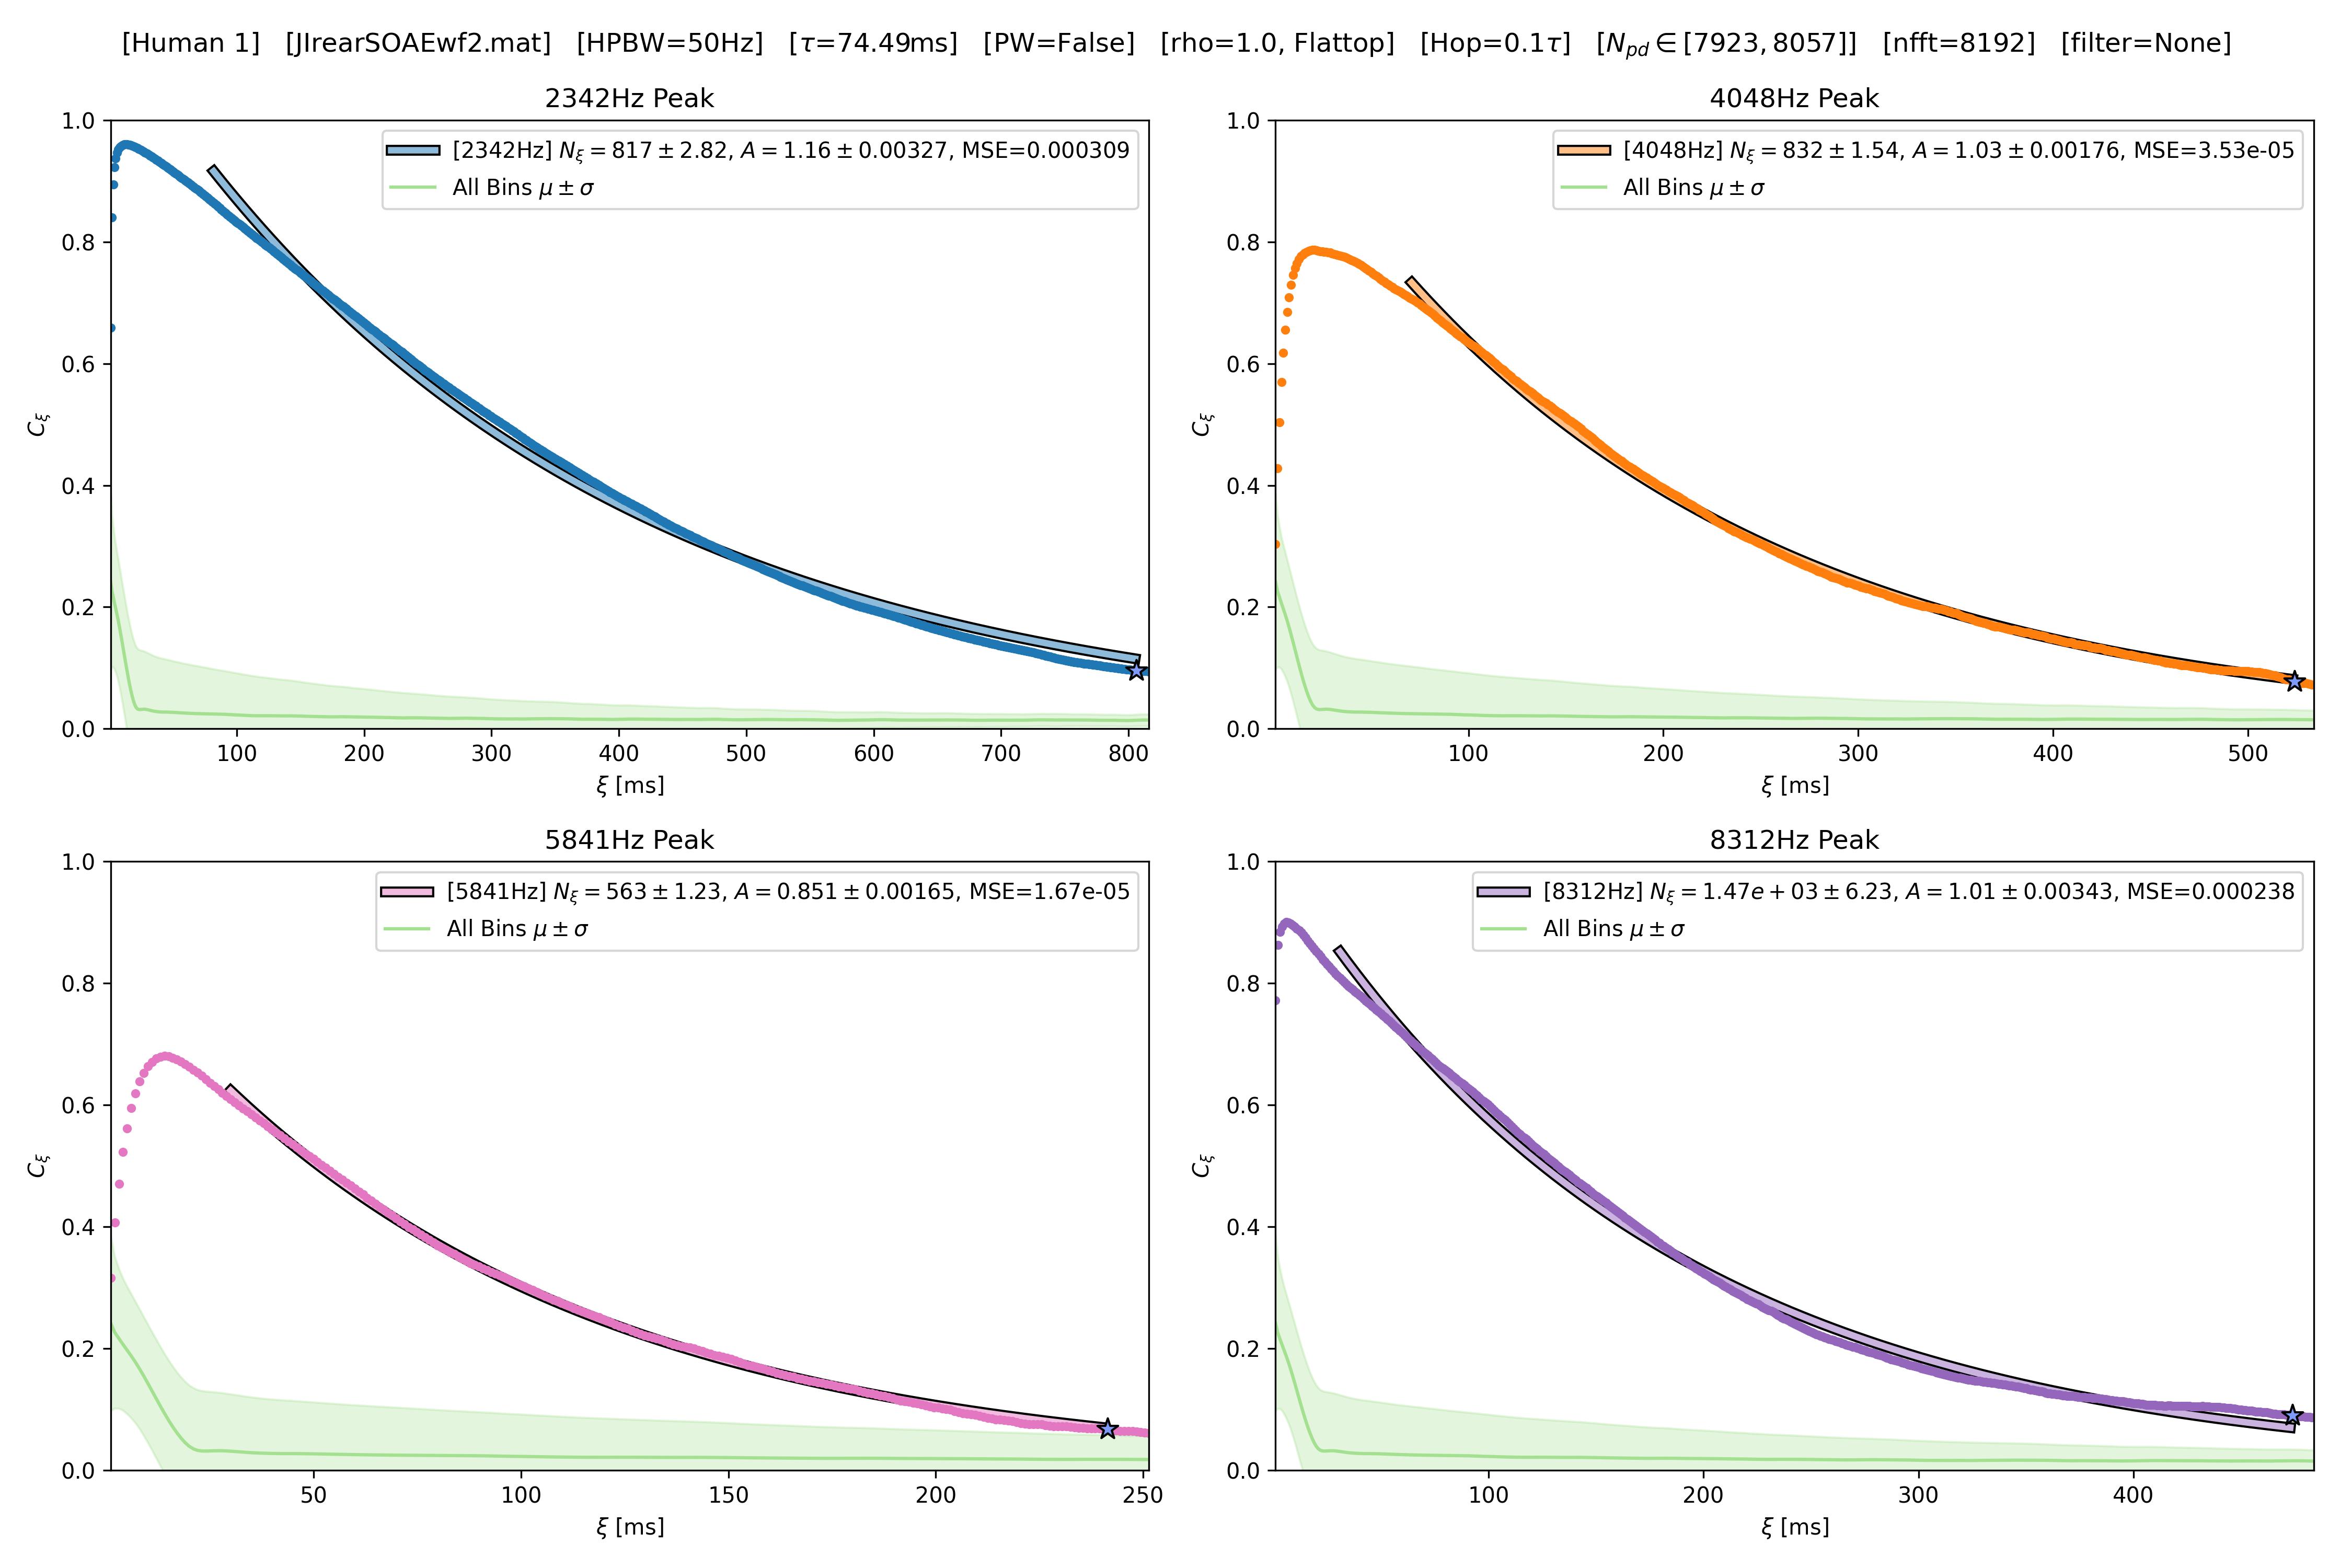 [Human 1] [JIrearSOAEwf2.mat] [HPBW=50Hz] [τ=74.49ms] [PW=False] [rho=1.0, Flattop] [Hop=0.1τ] [N_pd ∈ [7923, 8057]] [nfft=8192] [filter=None]
2342Hz Peak
1.0
0.8
0.6
0.4
0.2
0.0
C_ξ
[2342Hz] N_ξ = 817 ± 2.82, A = 1.16 ± 0.00327, MSE=0.000309
All Bins μ ± σ
100 200 300 400 500 600 700 800
ξ [ms]
4048Hz Peak
1.0
0.8
0.6
0.4
0.2
0.0
C_ξ
[4048Hz] N_ξ = 832 ± 1.54, A = 1.03 ± 0.00176, MSE=3.53e-05
All Bins μ ± σ
100 200 300 400 500
ξ [ms]
5841Hz Peak
1.0
0.8
0.6
0.4
0.2
0.0
C_ξ
[5841Hz] N_ξ = 563 ± 1.23, A = 0.851 ± 0.00165, MSE=1.67e-05
All Bins μ ± σ
50 100 150 200 250
ξ [ms]
8312Hz Peak
1.0
0.8
0.6
0.4
0.2
0.0
C_ξ
[8312Hz] N_ξ = 1.47e + 03 ± 6.23, A = 1.01 ± 0.00343, MSE=0.000238
All Bins μ ± σ
100 200 300 400
ξ [ms]